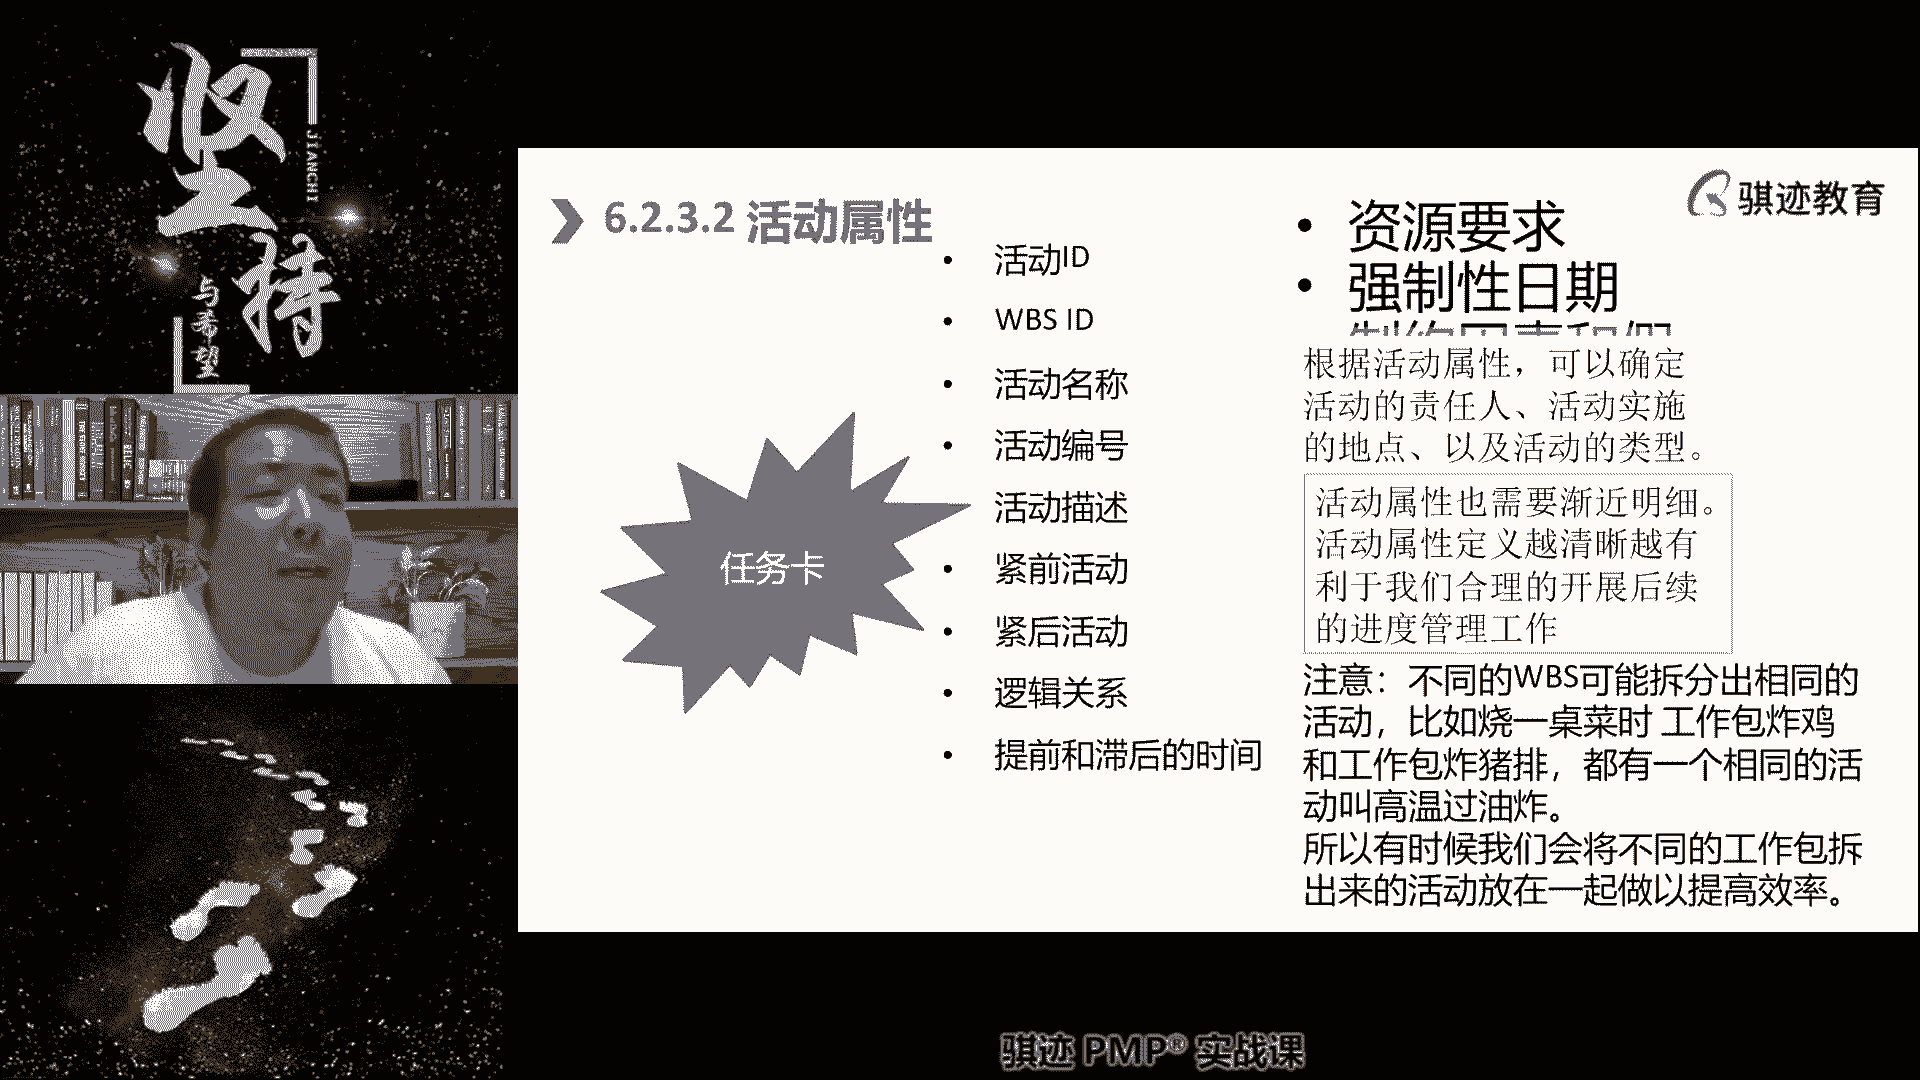 坚
持
JIANCHI
与希望
6.2.3.2 活动属性
• 活动ID
• WBS ID
• 活动名称
• 活动编号
• 活动描述
• 紧前活动
• 紧后活动
• 逻辑关系
• 提前和滞后的时间
任务卡
骐迹教育
• 资源要求
• 强制性日期
根据活动属性，可以确定
活动的责任人、活动实施
的地点、以及活动的类型。
活动属性也需要渐近明细。
活动属性定义越清晰越有
利于我们合理的开展后续
的进度管理工作
注意：不同的WBS可能拆分出相同的
活动，比如烧一桌菜时 工作包炸鸡
和工作包炸猪排，都有一个相同的活
动叫高温过油炸。
所以有时候我们会将不同的工作包拆
出来的活动放在一起做以提高效率。
骐迹 PMP® 实战课